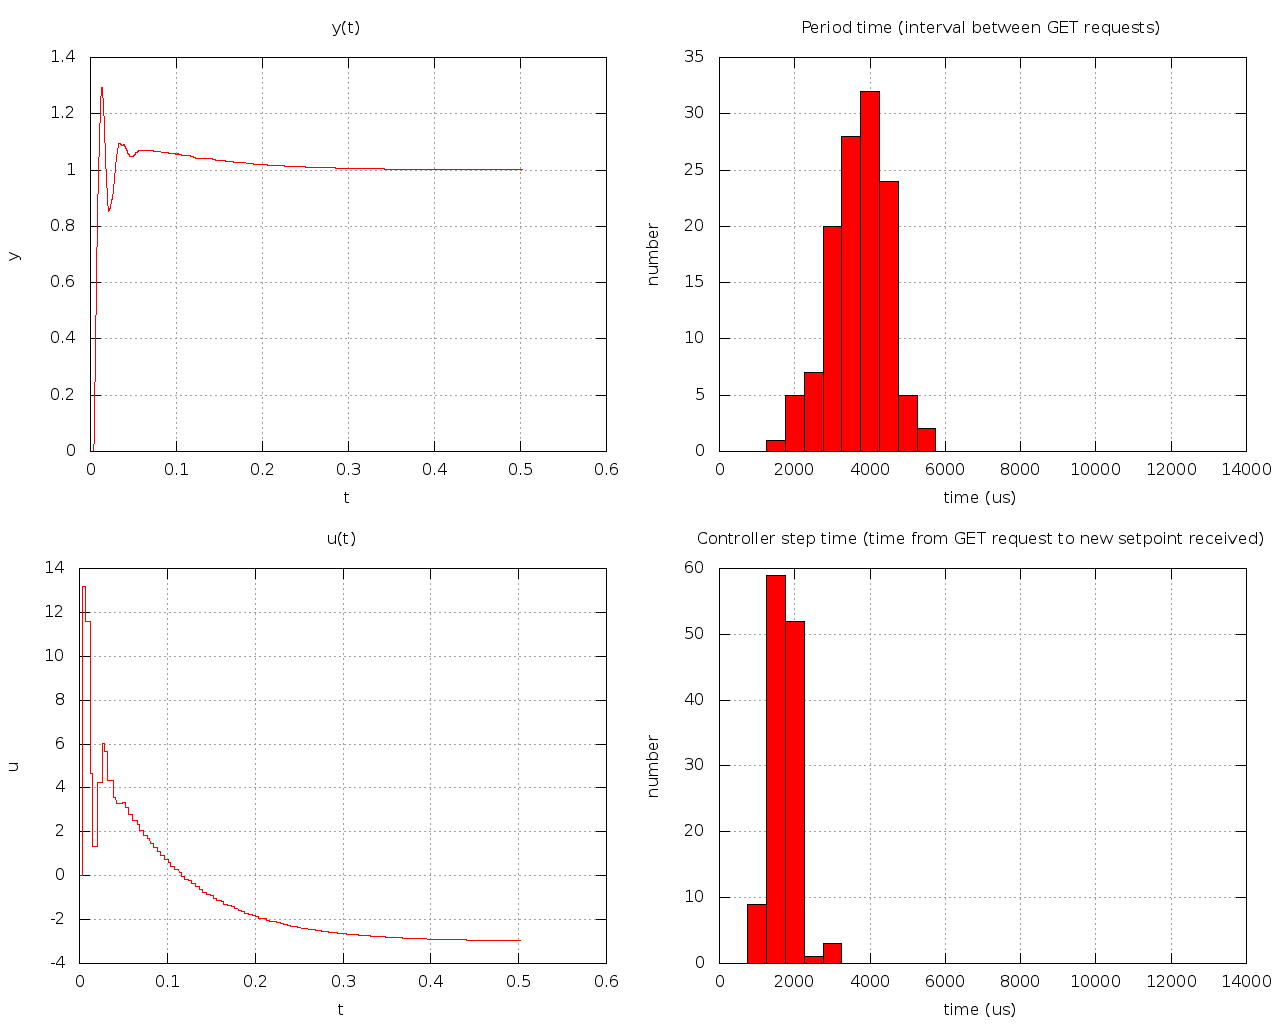 y(t)
1.4
1.2
1
0.8
0.6
0.4
0.2
0
y
0 0.1 0.2 0.3 0.4 0.5 0.6
t
Period time (interval between GET requests)
35
30
25
20
15
10
5
0
number
0 2000 4000 6000 8000 10000 12000 14000
time (us)
u(t)
14
12
10
8
6
4
2
0
-2
-4
u
0 0.1 0.2 0.3 0.4 0.5 0.6
t
Controller step time (time from GET request to new setpoint received)
60
50
40
30
20
10
0
number
0 2000 4000 6000 8000 10000 12000 14000
time (us)